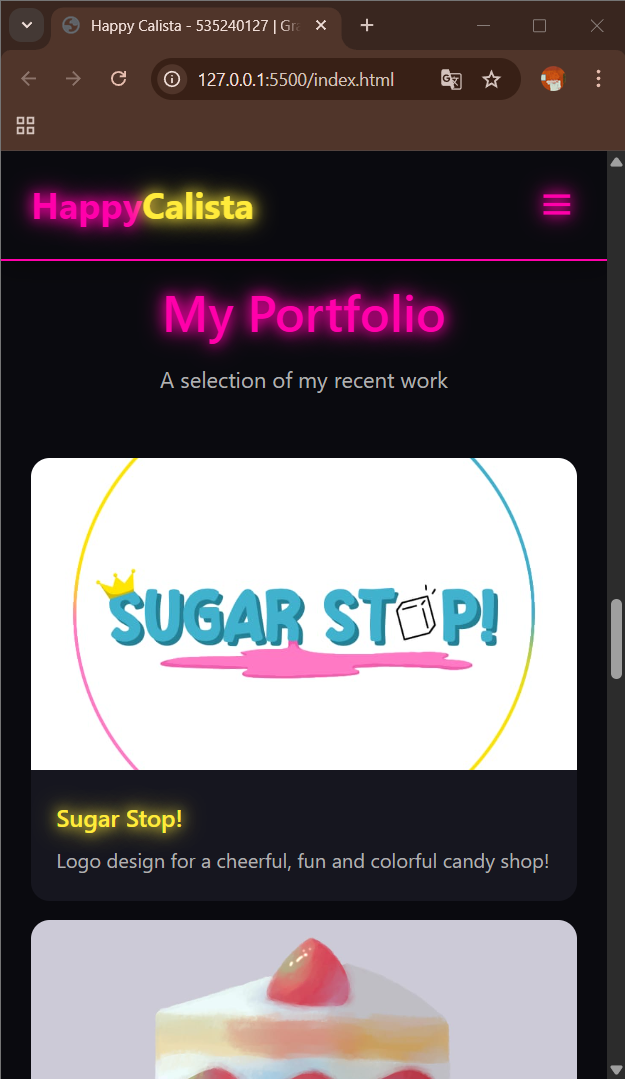 Happy Calista - 535240127 | Gra
127.0.0.1:5500/index.html
HappyCalista
My Portfolio
A selection of my recent work
SUGAR STOP!
Sugar Stop!
Logo design for a cheerful, fun and colorful candy shop!